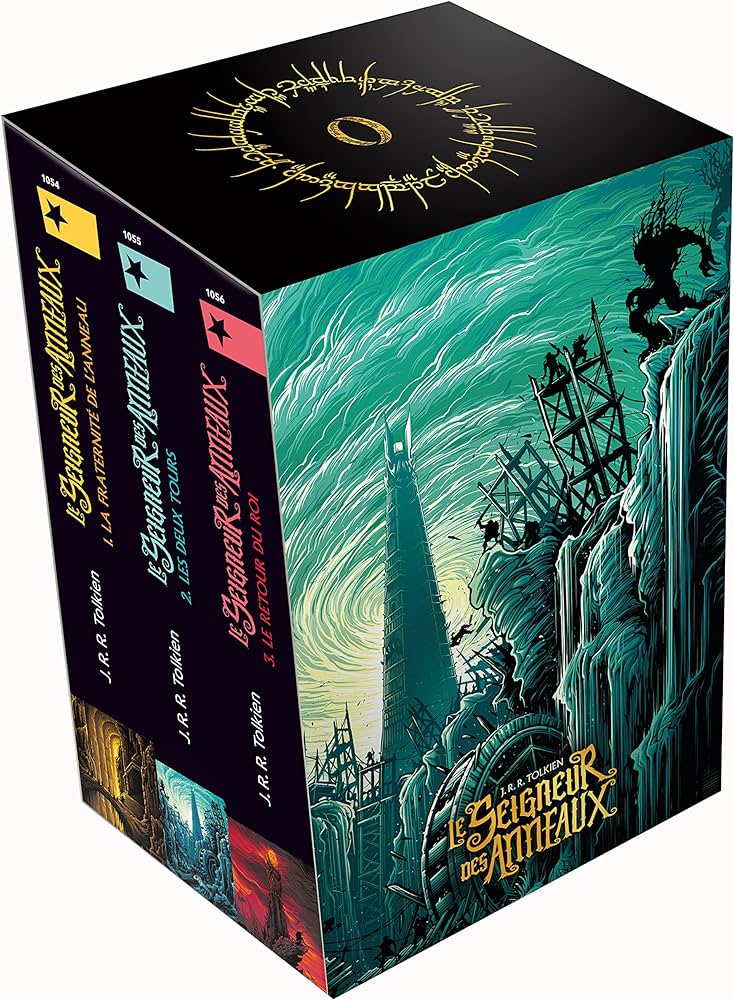 1054
LE SEIGNEUR DES ANNEAUX
1. LA FRATERNITÉ DE L'ANNEAU
J. R. R. Tolkien
1055
LE SEIGNEUR DES ANNEAUX
2. LES DEUX TOURS
J. R. R. Tolkien
1056
LE SEIGNEUR DES ANNEAUX
3. LE RETOUR DU ROI
J. R. R. Tolkien
J. R. R. TOLKIEN
LE SEIGNEUR
DES ANNEAUX